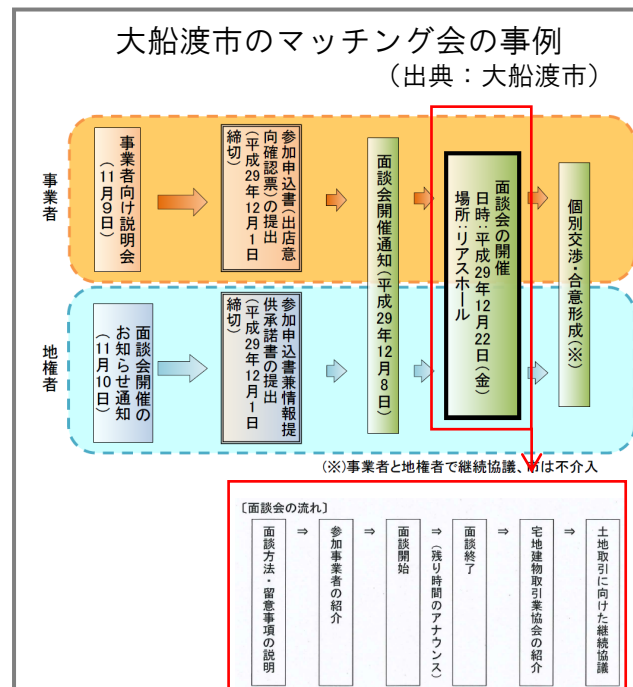 大船渡市のマッチング会の事例
（出典：大船渡市）
事業者
事業者向け説明会
（11月9日）
参加申込書（出店意
向確認票）の提出
（平成29年12月1日
締切）
面談会開催通知（平成29年12月8日）
面談会の開催
日時：平成29年12月22日（金）
場所：リアスホール
個別交渉・合意形成（※）
地権者
面談会開催の
お知らせ通知
（11月10日）
参加申込書兼情報提
供承諾書の提出
（平成29年12月1日
締切）
(※)事業者と地権者で継続協議、市は不介入
〔面談会の流れ〕
面談方法・留意事項の説明
⇒
参加事業者の紹介
⇒
面談開始
⇒（残り時間のアナウンス）
面談終了
⇒
宅地建物取引業協会の紹介
⇒
土地取引に向けた継続協議